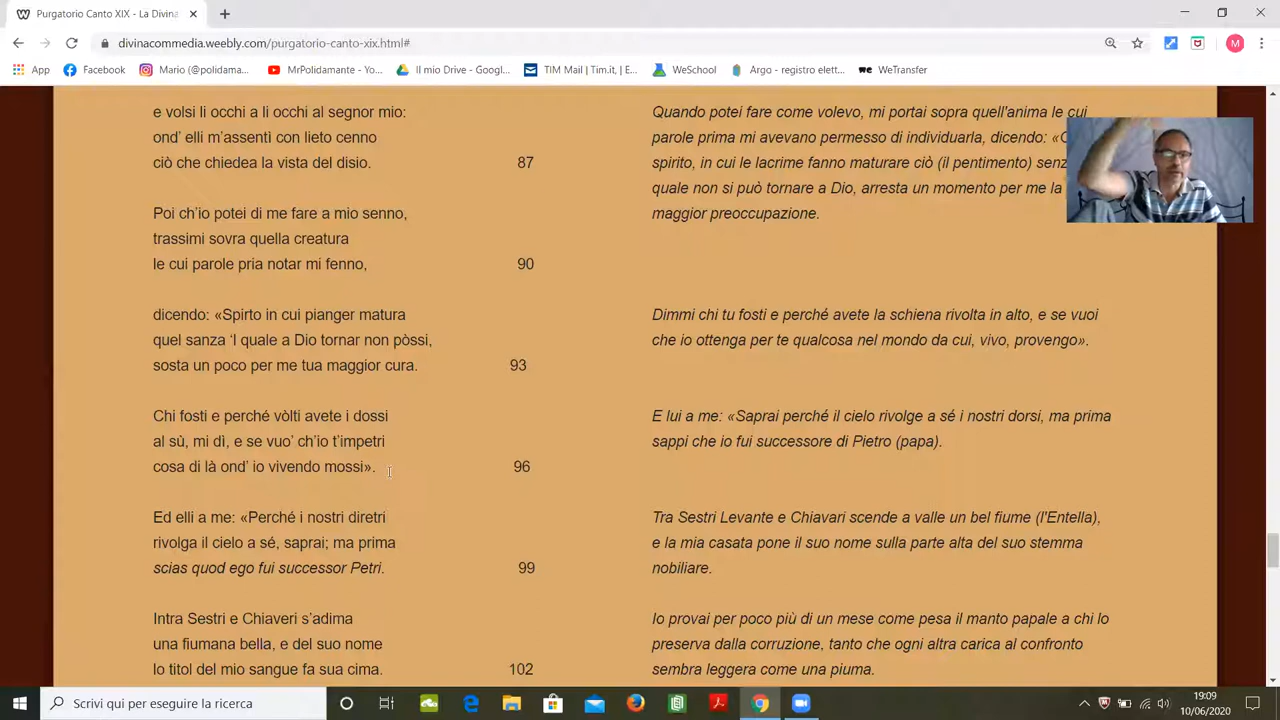 Purgatorio Canto XIX - La Divina
divinacommedia.weebly.com/purgatorio-canto-xix.html#
M
App
Facebook
Mario (@polidama...
MrPolidamante - Yo...
Il mio Drive - Googl...
TIM Mail | Tim.it, | E...
WeSchool
Argo - registro elett...
WeTransfer
e volsi li occhi a li occhi al segnor mio:
ond' elli m'assentì con lieto cenno
ciò che chiedea la vista del disio. 87
Poi ch'io potei di me fare a mio senno,
trassimi sovra quella creatura
le cui parole pria notar mi fenno, 90
dicendo: «Spirto in cui pianger matura
quel sanza 'l quale a Dio tornar non pòssi,
sosta un poco per me tua maggior cura. 93
Chi fosti e perché vòlti avete i dossi
al sù, mi dì, e se vuo' ch'io t'impetri
cosa di là ond' io vivendo mossi». 96
Ed elli a me: «Perché i nostri diretri
rivolga il cielo a sé, saprai; ma prima
scias quod ego fui successor Petri. 99
Intra Sestri e Chiaveri s'adima
una fiumana bella, e del suo nome
lo titol del mio sangue fa sua cima. 102
Quando potei fare come volevo, mi portai sopra quell'anima le cui
parole prima mi avevano permesso di individuarla, dicendo: «O
spirito, in cui le lacrime fanno maturare ciò (il pentimento) senz
quale non si può tornare a Dio, arresta un momento per me la
maggior preoccupazione.
Dimmi chi tu fosti e perché avete la schiena rivolta in alto, e se vuoi
che io ottenga per te qualcosa nel mondo da cui, vivo, provengo».
E lui a me: «Saprai perché il cielo rivolge a sé i nostri dorsi, ma prima
sappi che io fui successore di Pietro (papa).
Tra Sestri Levante e Chiavari scende a valle un bel fiume (l'Entella),
e la mia casata pone il suo nome sulla parte alta del suo stemma
nobiliare.
Io provai per poco più di un mese come pesa il manto papale a chi lo
preserva dalla corruzione, tanto che ogni altra carica al confronto
sembra leggera come una piuma.
Scrivi qui per eseguire la ricerca
19:09
10/06/2020